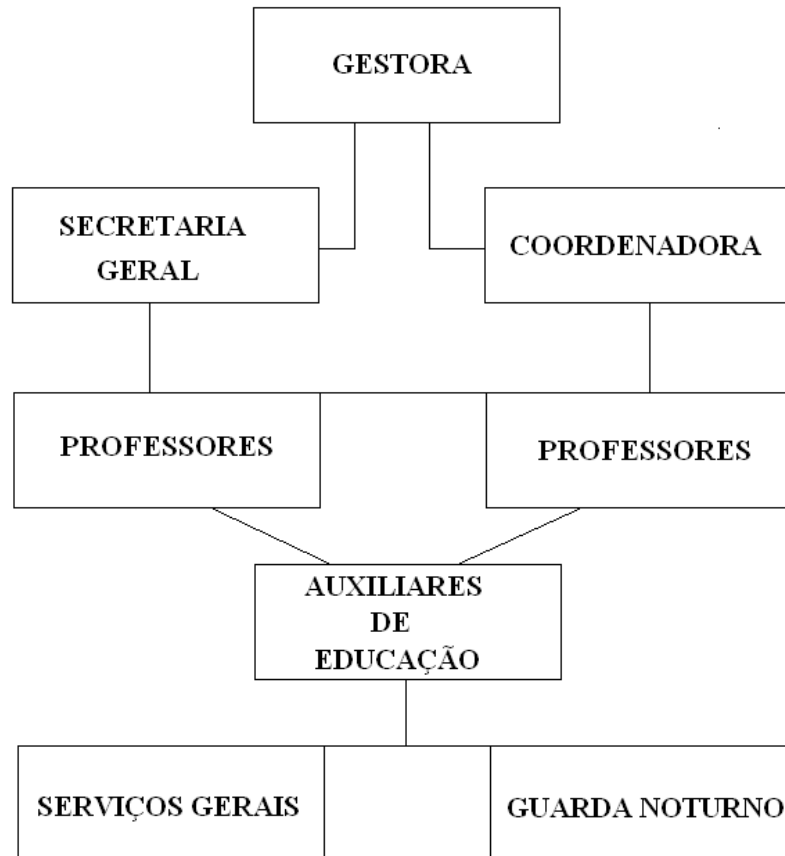 GESTORA
SECRETARIA
GERAL
COORDENADORA
PROFESSORES
PROFESSORES
AUXILIARES
DE
EDUCAÇÃO
SERVIÇOS GERAIS
GUARDA NOTURNO